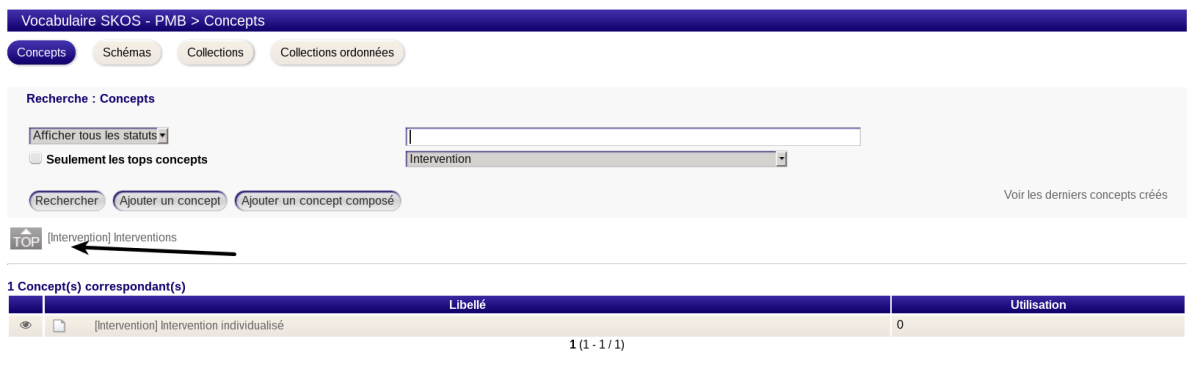 Vocabulaire SKOS - PMB > Concepts
Concepts Schémas Collections Collections ordonnées
Recherche : Concepts
Afficher tous les statuts
Seulement les tops concepts Intervention
Rechercher Ajouter un concept Ajouter un concept composé Voir les derniers concepts créés
TOP [Intervention] Interventions
1 Concept(s) correspondant(s)
Libellé Utilisation
[Intervention] Intervention individualisé 0
1 (1 - 1 / 1)